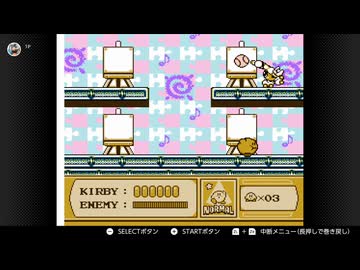 1P
KIRBY :
ENEMY :
NORMAL
×03
SELECTボタン
STARTボタン
中断メニュー(長押しで巻き戻し)